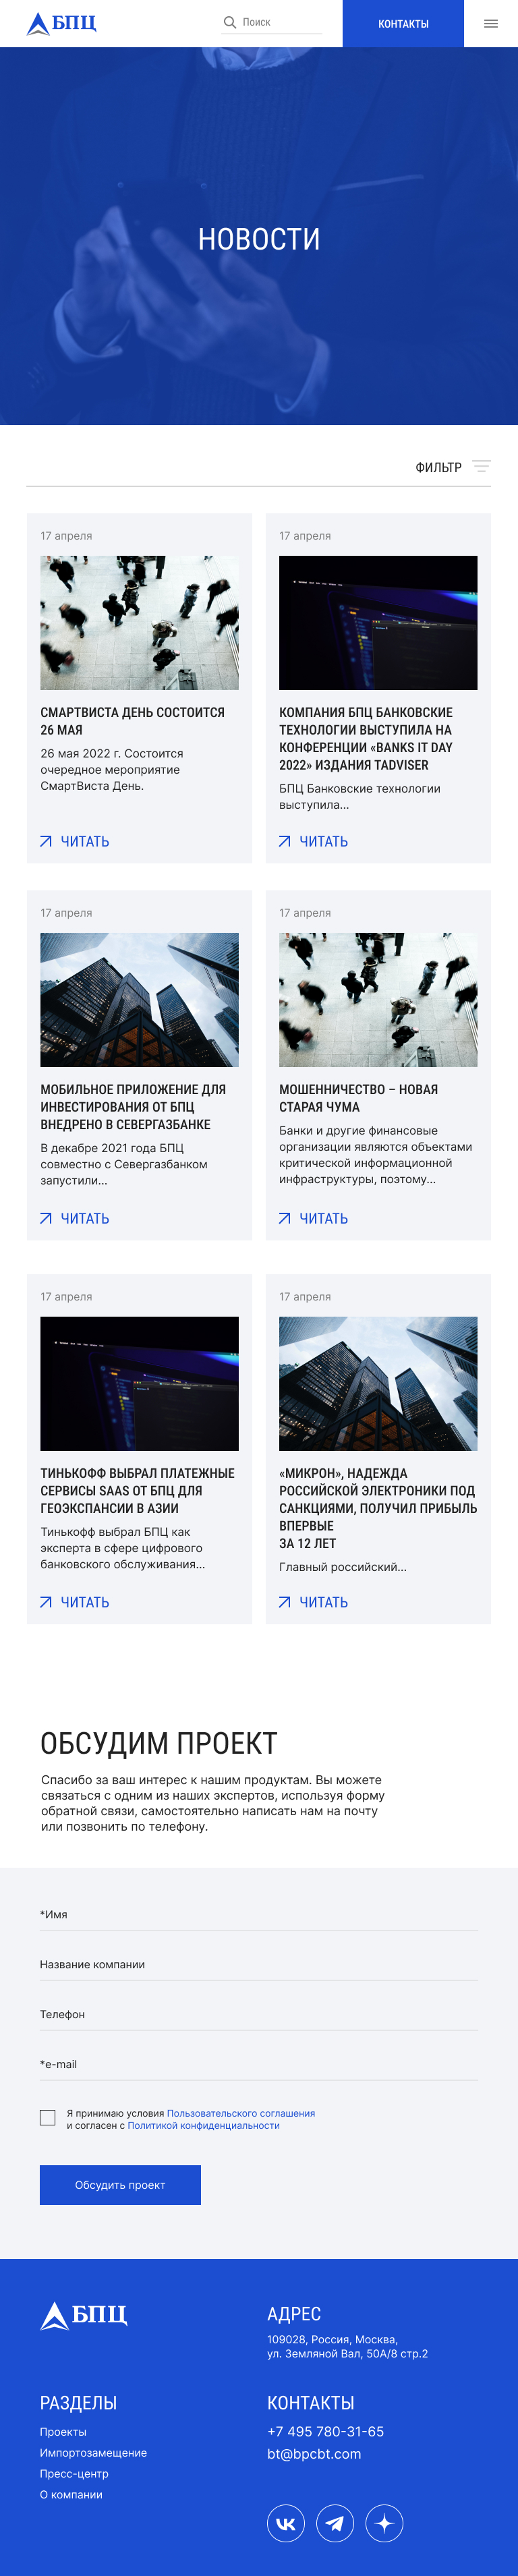 БПЦ
Поиск
КОНТАКТЫ
НОВОСТИ
ФИЛЬТР
17 апреля
СМАРТВИСТА ДЕНЬ СОСТОИТСЯ
26 МАЯ
26 мая 2022 г. Состоится
очередное мероприятие
СмартВиста День.
ЧИТАТЬ
17 апреля
КОМПАНИЯ БПЦ БАНКОВСКИЕ
ТЕХНОЛОГИИ ВЫСТУПИЛА НА
КОНФЕРЕНЦИИ «BANKS IT DAY
2022» ИЗДАНИЯ TADVISER
БПЦ Банковские технологии
выступила...
ЧИТАТЬ
17 апреля
МОБИЛЬНОЕ ПРИЛОЖЕНИЕ ДЛЯ
ИНВЕСТИРОВАНИЯ ОТ БПЦ
ВНЕДРЕНО В СЕВЕРГАЗБАНКЕ
В декабре 2021 года БПЦ
совместно с Севергазбанком
запустили...
ЧИТАТЬ
17 апреля
МОШЕННИЧЕСТВО – НОВАЯ
СТАРАЯ ЧУМА
Банки и другие финансовые
организации являются объектами
критической информационной
инфраструктуры, поэтому...
ЧИТАТЬ
17 апреля
ТИНЬКОФФ ВЫБРАЛ ПЛАТЕЖНЫЕ
СЕРВИСЫ SAAS ОТ БПЦ ДЛЯ
ГЕОЭКСПАНСИИ В АЗИИ
Тинькофф выбрал БПЦ как
эксперта в сфере цифрового
банковского обслуживания...
ЧИТАТЬ
17 апреля
«МИКРОН», НАДЕЖДА
РОССИЙСКОЙ ЭЛЕКТРОНИКИ ПОД
САНКЦИЯМИ, ПОЛУЧИЛ ПРИБЫЛЬ
ВПЕРВЫЕ
ЗА 12 ЛЕТ
Главный российский...
ЧИТАТЬ
ОБСУДИМ ПРОЕКТ
Спасибо за ваш интерес к нашим продуктам. Вы можете
связаться с одним из наших экспертов, используя форму
обратной связи, самостоятельно написать нам на почту
или позвонить по телефону.
*Имя
Название компании
Телефон
*e-mail
Я принимаю условия Пользовательского соглашения
и согласен с Политикой конфиденциальности
Обсудить проект
БПЦ
АДРЕС
109028, Россия, Москва,
ул. Земляной Вал, 50А/8 стр.2
РАЗДЕЛЫ
Проекты
Импортозамещение
Пресс-центр
О компании
КОНТАКТЫ
+7 495 780-31-65
bt@bpcbt.com